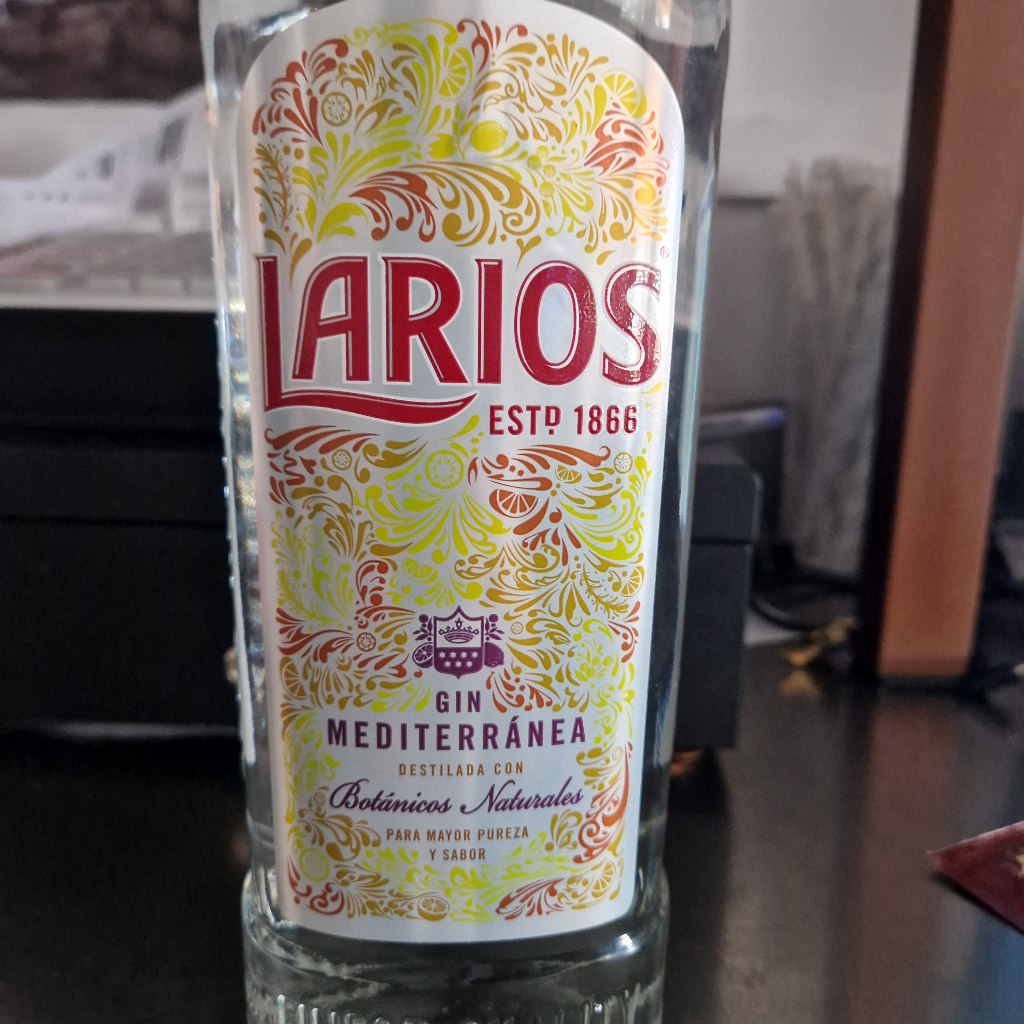 LARIOS®
ESTD 1866
GIN
MEDITERRÁNEA
DESTILADA CON
Botánicos Naturales
PARA MAYOR PUREZA
Y SABOR